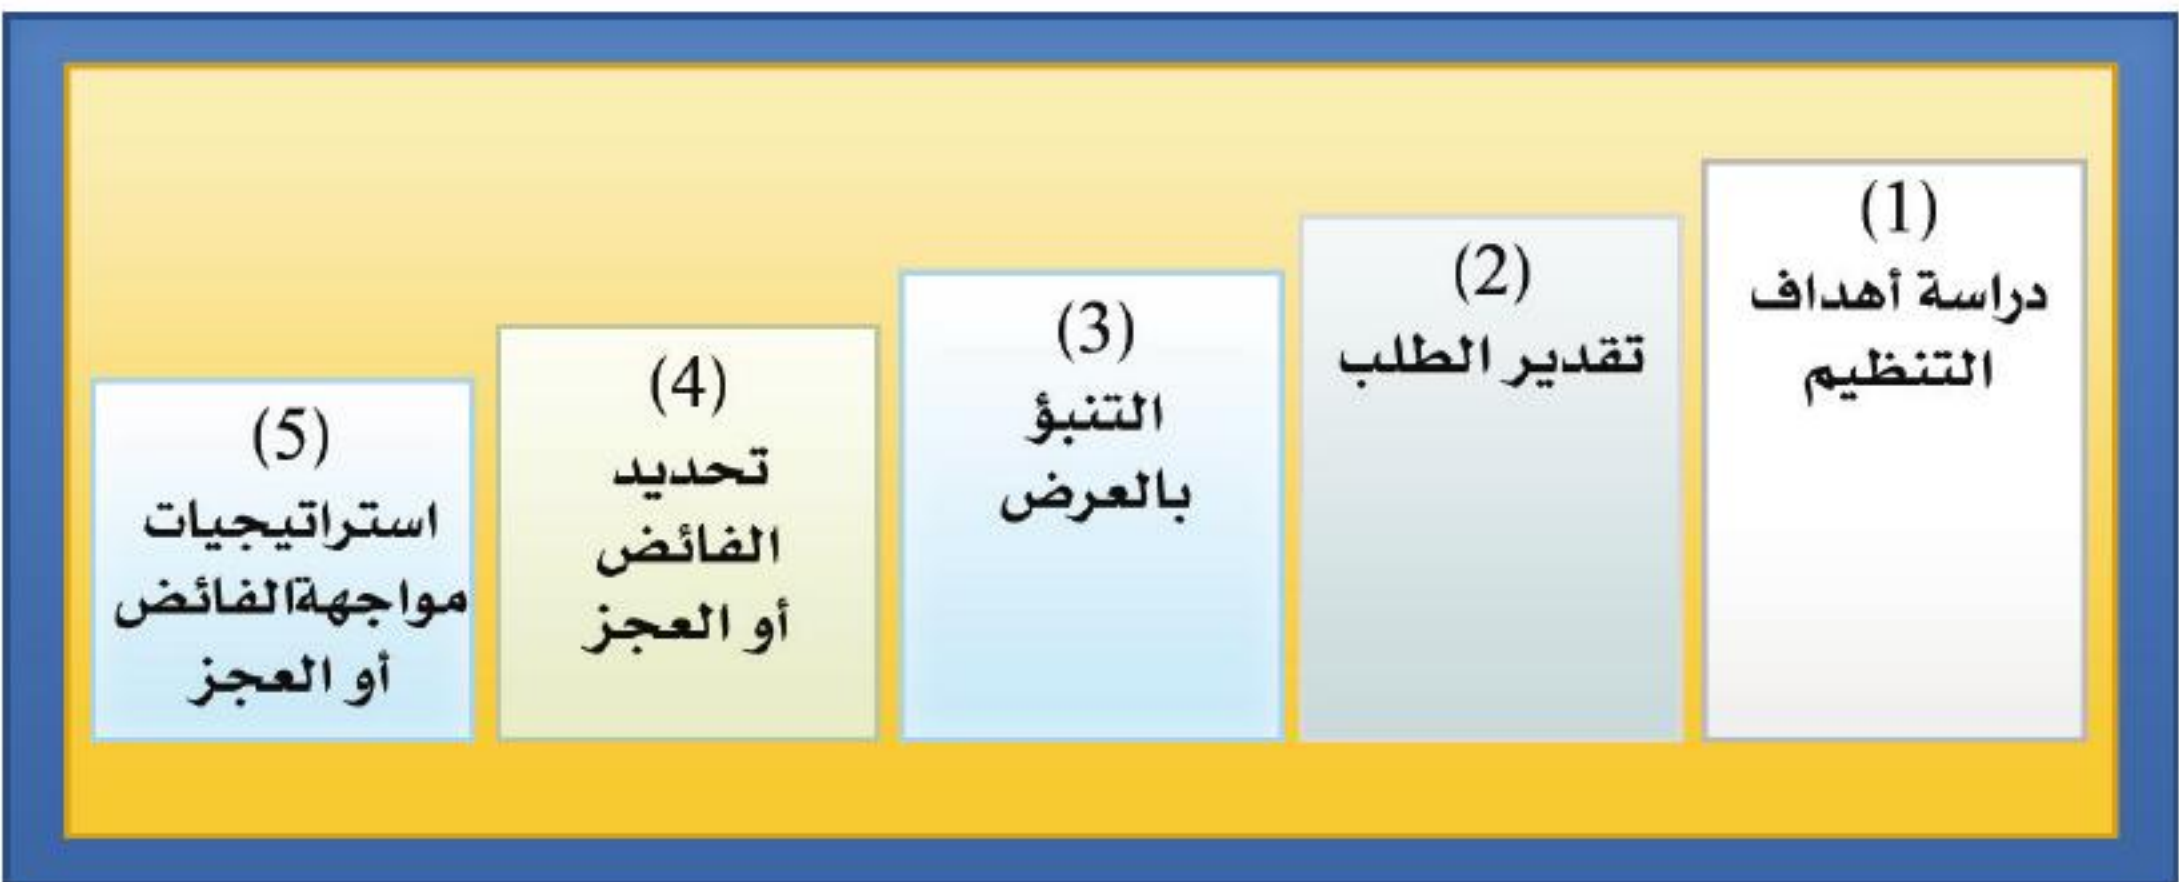 (1)
دراسة أهداف
التنظيم
(2)
تقدير الطلب
(3)
التنبؤ
بالعرض
(4)
تحديد
الفائض
أو العجز
(5)
استراتيجيات
مواجهةالفائض
أو العجز